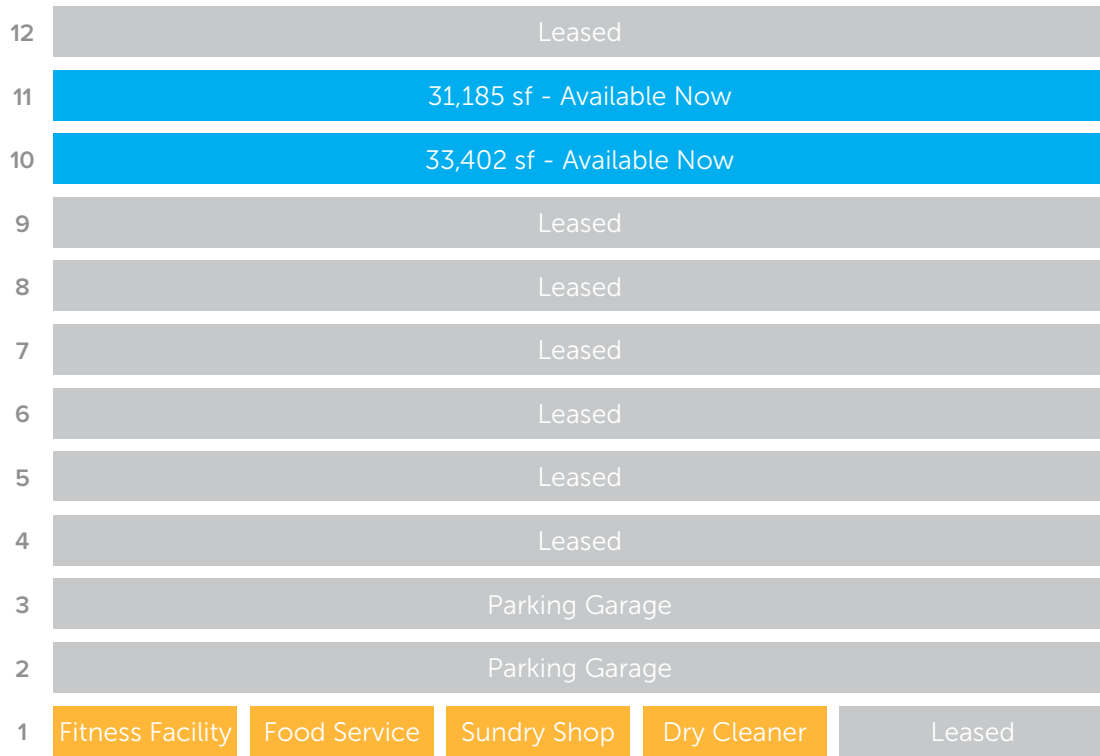 12 Leased
11 31,185 sf - Available Now
10 33,402 sf - Available Now
9 Leased
8 Leased
7 Leased
6 Leased
5 Leased
4 Leased
3 Parking Garage
2 Parking Garage
1 Fitness Facility Food Service Sundry Shop Dry Cleaner Leased